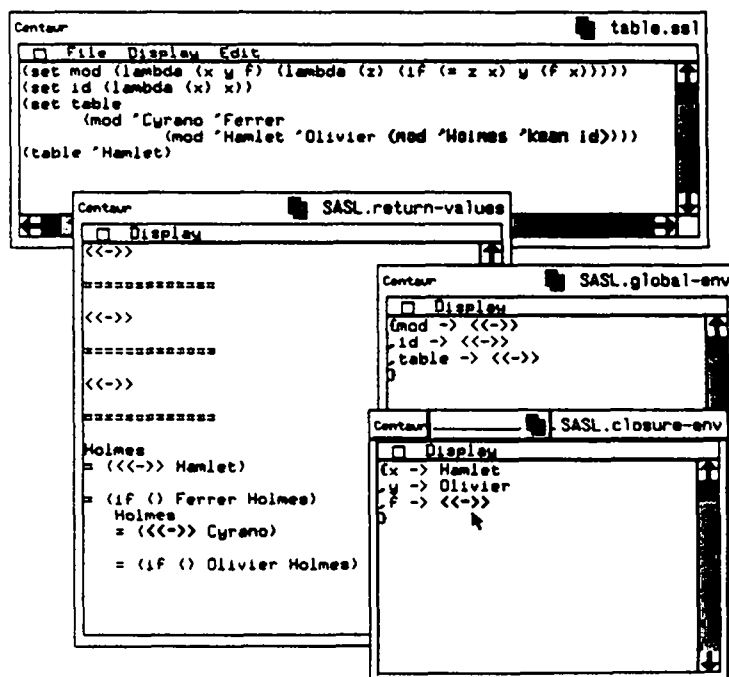 Centaur table.ssl
File Display Edit
(set mod (lambda (x y f) (lambda (z) (if (= z x) y (f x)))))
(set id (lambda (x) x))
(set table
(mod 'Cyrano 'Ferrer
(mod 'Hamlet 'Olivier (mod 'Holmes 'kean id))))
(table 'Hamlet)
Centaur SASL.return-values
Display
<<->>
=============
<<->>
=============
<<->>
=============
Holmes
= (<<->> Hamlet)
= (if () Ferrer Holmes)
Holmes
= (<<->> Cyrano)
= (if () Olivier Holmes)
Centaur SASL.global-env
Display
{mod -> <<->>
,id -> <<->>
,table -> <<->>
}
Centaur SASL.closure-env
Display
{x -> Hamlet
,y -> Olivier
,f -> <<->>
}